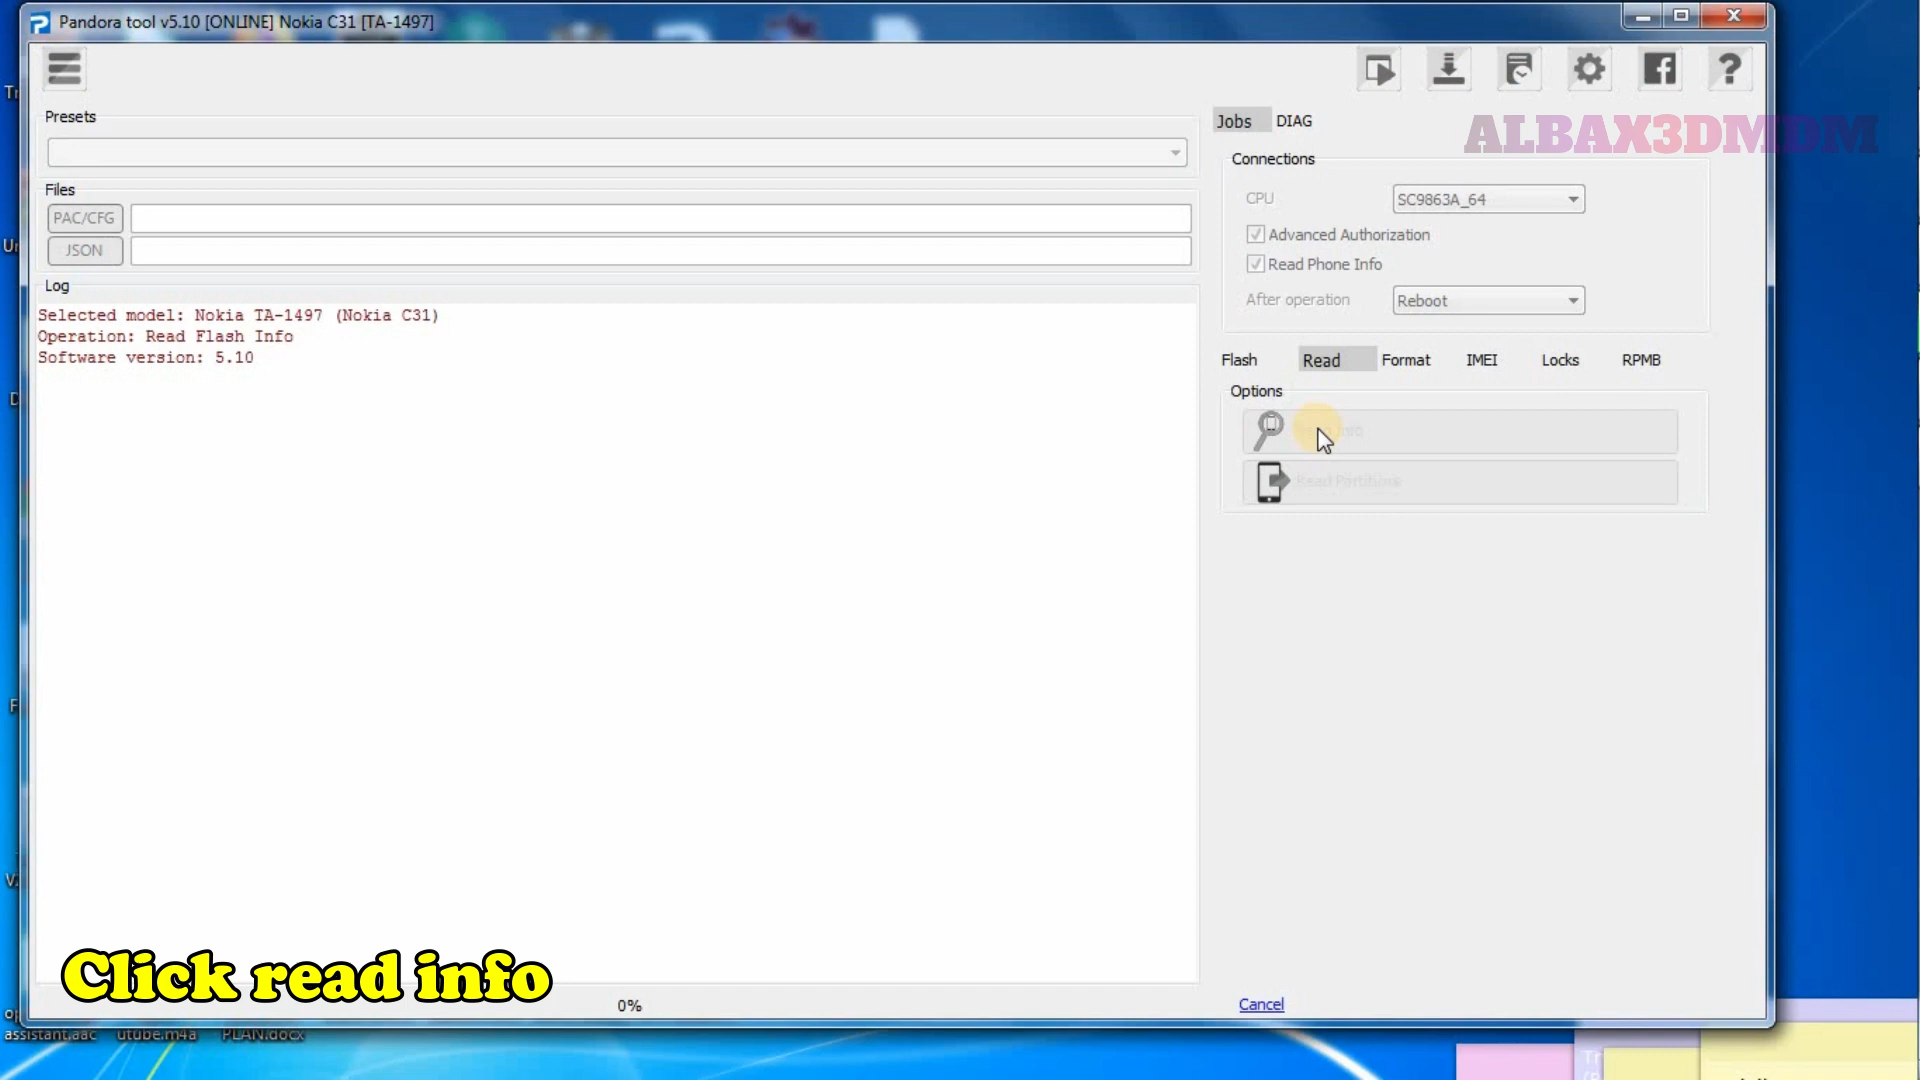 Pandora tool v5.10 [ONLINE] Nokia C31 [TA-1497]
Presets
Files
PAC/CFG
JSON
Log
Selected model: Nokia TA-1497 (Nokia C31)
Operation: Read Flash Info
Software version: 5.10
Jobs DIAG
ALBAX3DMDM
Connections
CPU SC9863A_64
Advanced Authorization
Read Phone Info
After operation Reboot
Flash Read Format IMEI Locks RPMB
Options
Read Partitions
Click read info
0%
Cancel
assistant.aac utube.m4a PLAN.docx